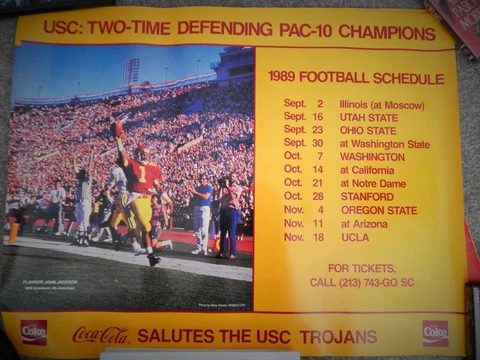 USC: TWO-TIME DEFENDING PAC-10 CHAMPIONS
1989 FOOTBALL SCHEDULE
Sept. 2 Illinois (at Moscow)
Sept. 16 UTAH STATE
Sept. 23 OHIO STATE
Sept. 30 at Washington State
Oct. 7 WASHINGTON
Oct. 14 at California
Oct. 21 at Notre Dame
Oct. 28 STANFORD
Nov. 4 OREGON STATE
Nov. 11 at Arizona
Nov. 18 UCLA
FOR TICKETS,
CALL (213) 743-GO SC
1
FLANKER JOHN JACKSON
Coke
Coca-Cola SALUTES THE USC TROJANS
Coke